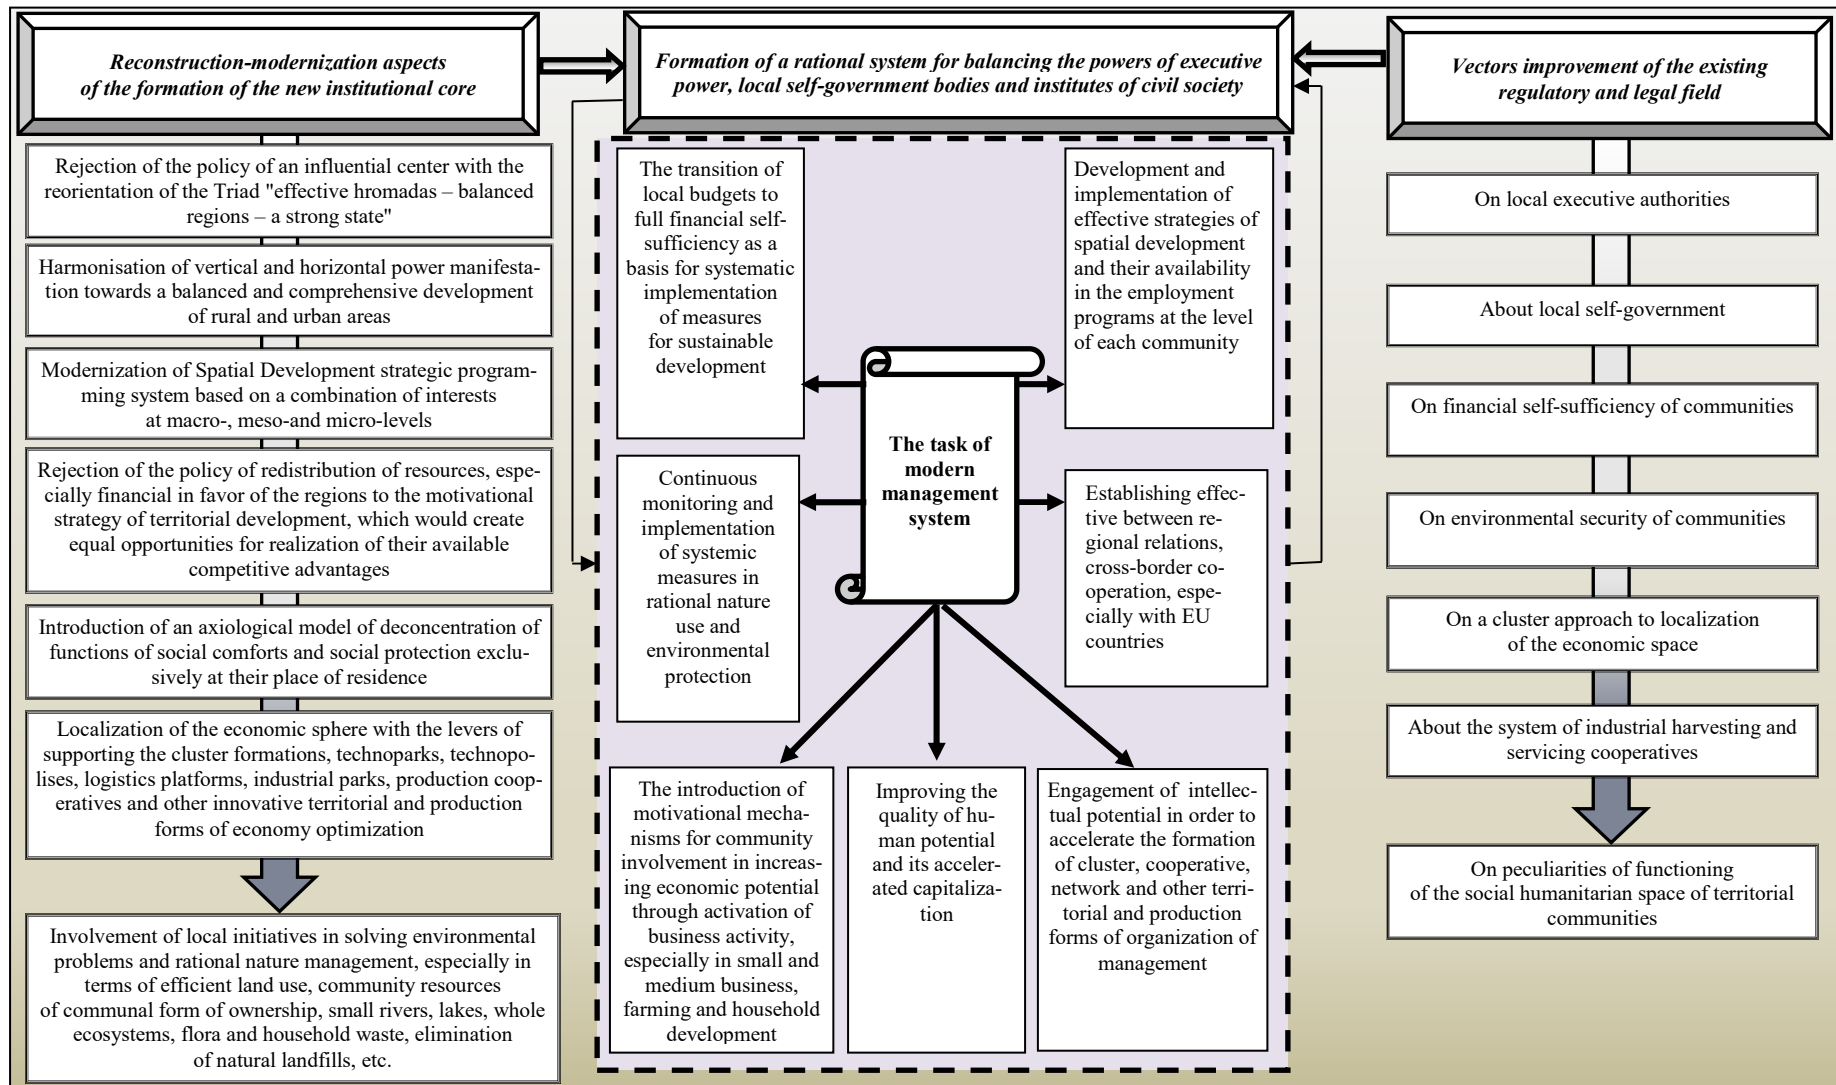 Reconstruction-modernization aspects
of the formation of the new institutional core
Rejection of the policy of an influential center with the
reorientation of the Triad "effective hromadas – balanced
regions – a strong state"
Harmonisation of vertical and horizontal power manifesta-
tion towards a balanced and comprehensive development
of rural and urban areas
Modernization of Spatial Development strategic program-
ming system based on a combination of interests
at macro-, meso-and micro-levels
Rejection of the policy of redistribution of resources, espe-
cially financial in favor of the regions to the motivational
strategy of territorial development, which would create
equal opportunities for realization of their available
competitive advantages
Introduction of an axiological model of deconcentration of
functions of social comforts and social protection exclu-
sively at their place of residence
Localization of the economic sphere with the levers of
supporting the cluster formations, technoparks, technopo-
lises, logistics platforms, industrial parks, production coop-
eratives and other innovative territorial and production
forms of economy optimization
Involvement of local initiatives in solving environmental
problems and rational nature management, especially in
terms of efficient land use, community resources
of communal form of ownership, small rivers, lakes, whole
ecosystems, flora and household waste, elimination
of natural landfills, etc.
Formation of a rational system for balancing the powers of executive
power, local self-government bodies and institutes of civil society
The transition of
local budgets to
full financial self-
sufficiency as a
basis for systematic
implementation
of measures
for sustainable
development
Development and
implementation of
effective strategies of
spatial development
and their availability
in the employment
programs at the level
of each community
The task of
modern
management
system
Continuous
monitoring and
implementation
of systemic
measures in
rational nature
use and
environmental
protection
Establishing effec-
tive between re-
gional relations,
cross-border co-
operation, espe-
cially with EU
countries
The introduction of
motivational mecha-
nisms for community
involvement in increas-
ing economic potential
through activation of
business activity,
especially in small and
medium business,
farming and household
development
Improving the
quality of hu-
man potential
and its acceler-
ated capitaliza-
tion
Engagement of intellec-
tual potential in order to
accelerate the formation
of cluster, cooperative,
network and other terri-
torial and production
forms of organization of
management
Vectors improvement of the existing
regulatory and legal field
On local executive authorities
About local self-government
On financial self-sufficiency of communities
On environmental security of communities
On a cluster approach to localization
of the economic space
About the system of industrial harvesting and
servicing cooperatives
On peculiarities of functioning
of the social humanitarian space of territorial
communities